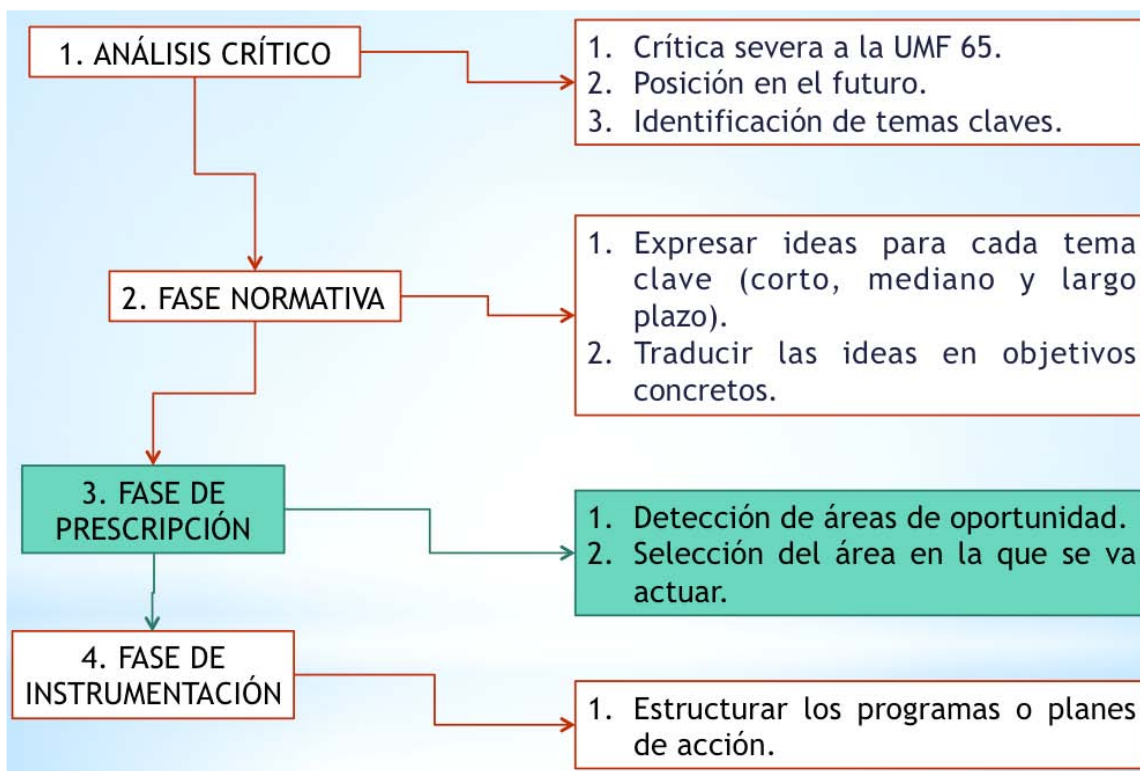 1. ANÁLISIS CRÍTICO
1. Crítica severa a la UMF 65.
2. Posición en el futuro.
3. Identificación de temas claves.
2. FASE NORMATIVA
1. Expresar ideas para cada tema
clave (corto, mediano y largo
plazo).
2. Traducir las ideas en objetivos
concretos.
3. FASE DE
PRESCRIPCIÓN
1. Detección de áreas de oportunidad.
2. Selección del área en la que se va
actuar.
4. FASE DE
INSTRUMENTACIÓN
1. Estructurar los programas o planes
de acción.